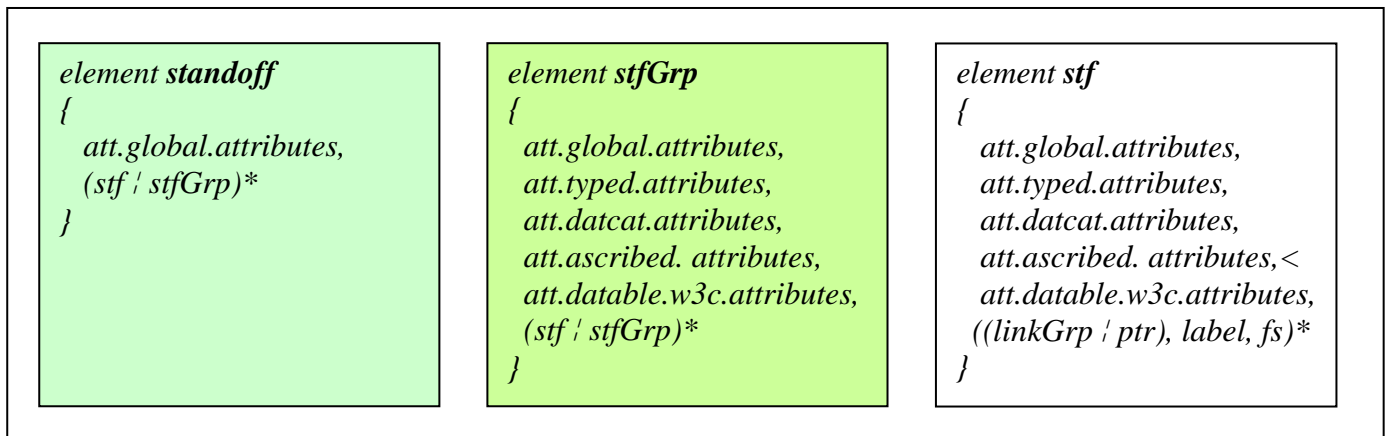 element standoff
{
att.global.attributes,
(stf ¦ stfGrp)*
}
element stfGrp
{
att.global.attributes,
att.typed.attributes,
att.datcat.attributes,
att.ascribed. attributes,
att.datable.w3c.attributes,
(stf ¦ stfGrp)*
}
element stf
{
att.global.attributes,
att.typed.attributes,
att.datcat.attributes,
att.ascribed. attributes,<
att.datable.w3c.attributes,
((linkGrp ¦ ptr), label, fs)*
}